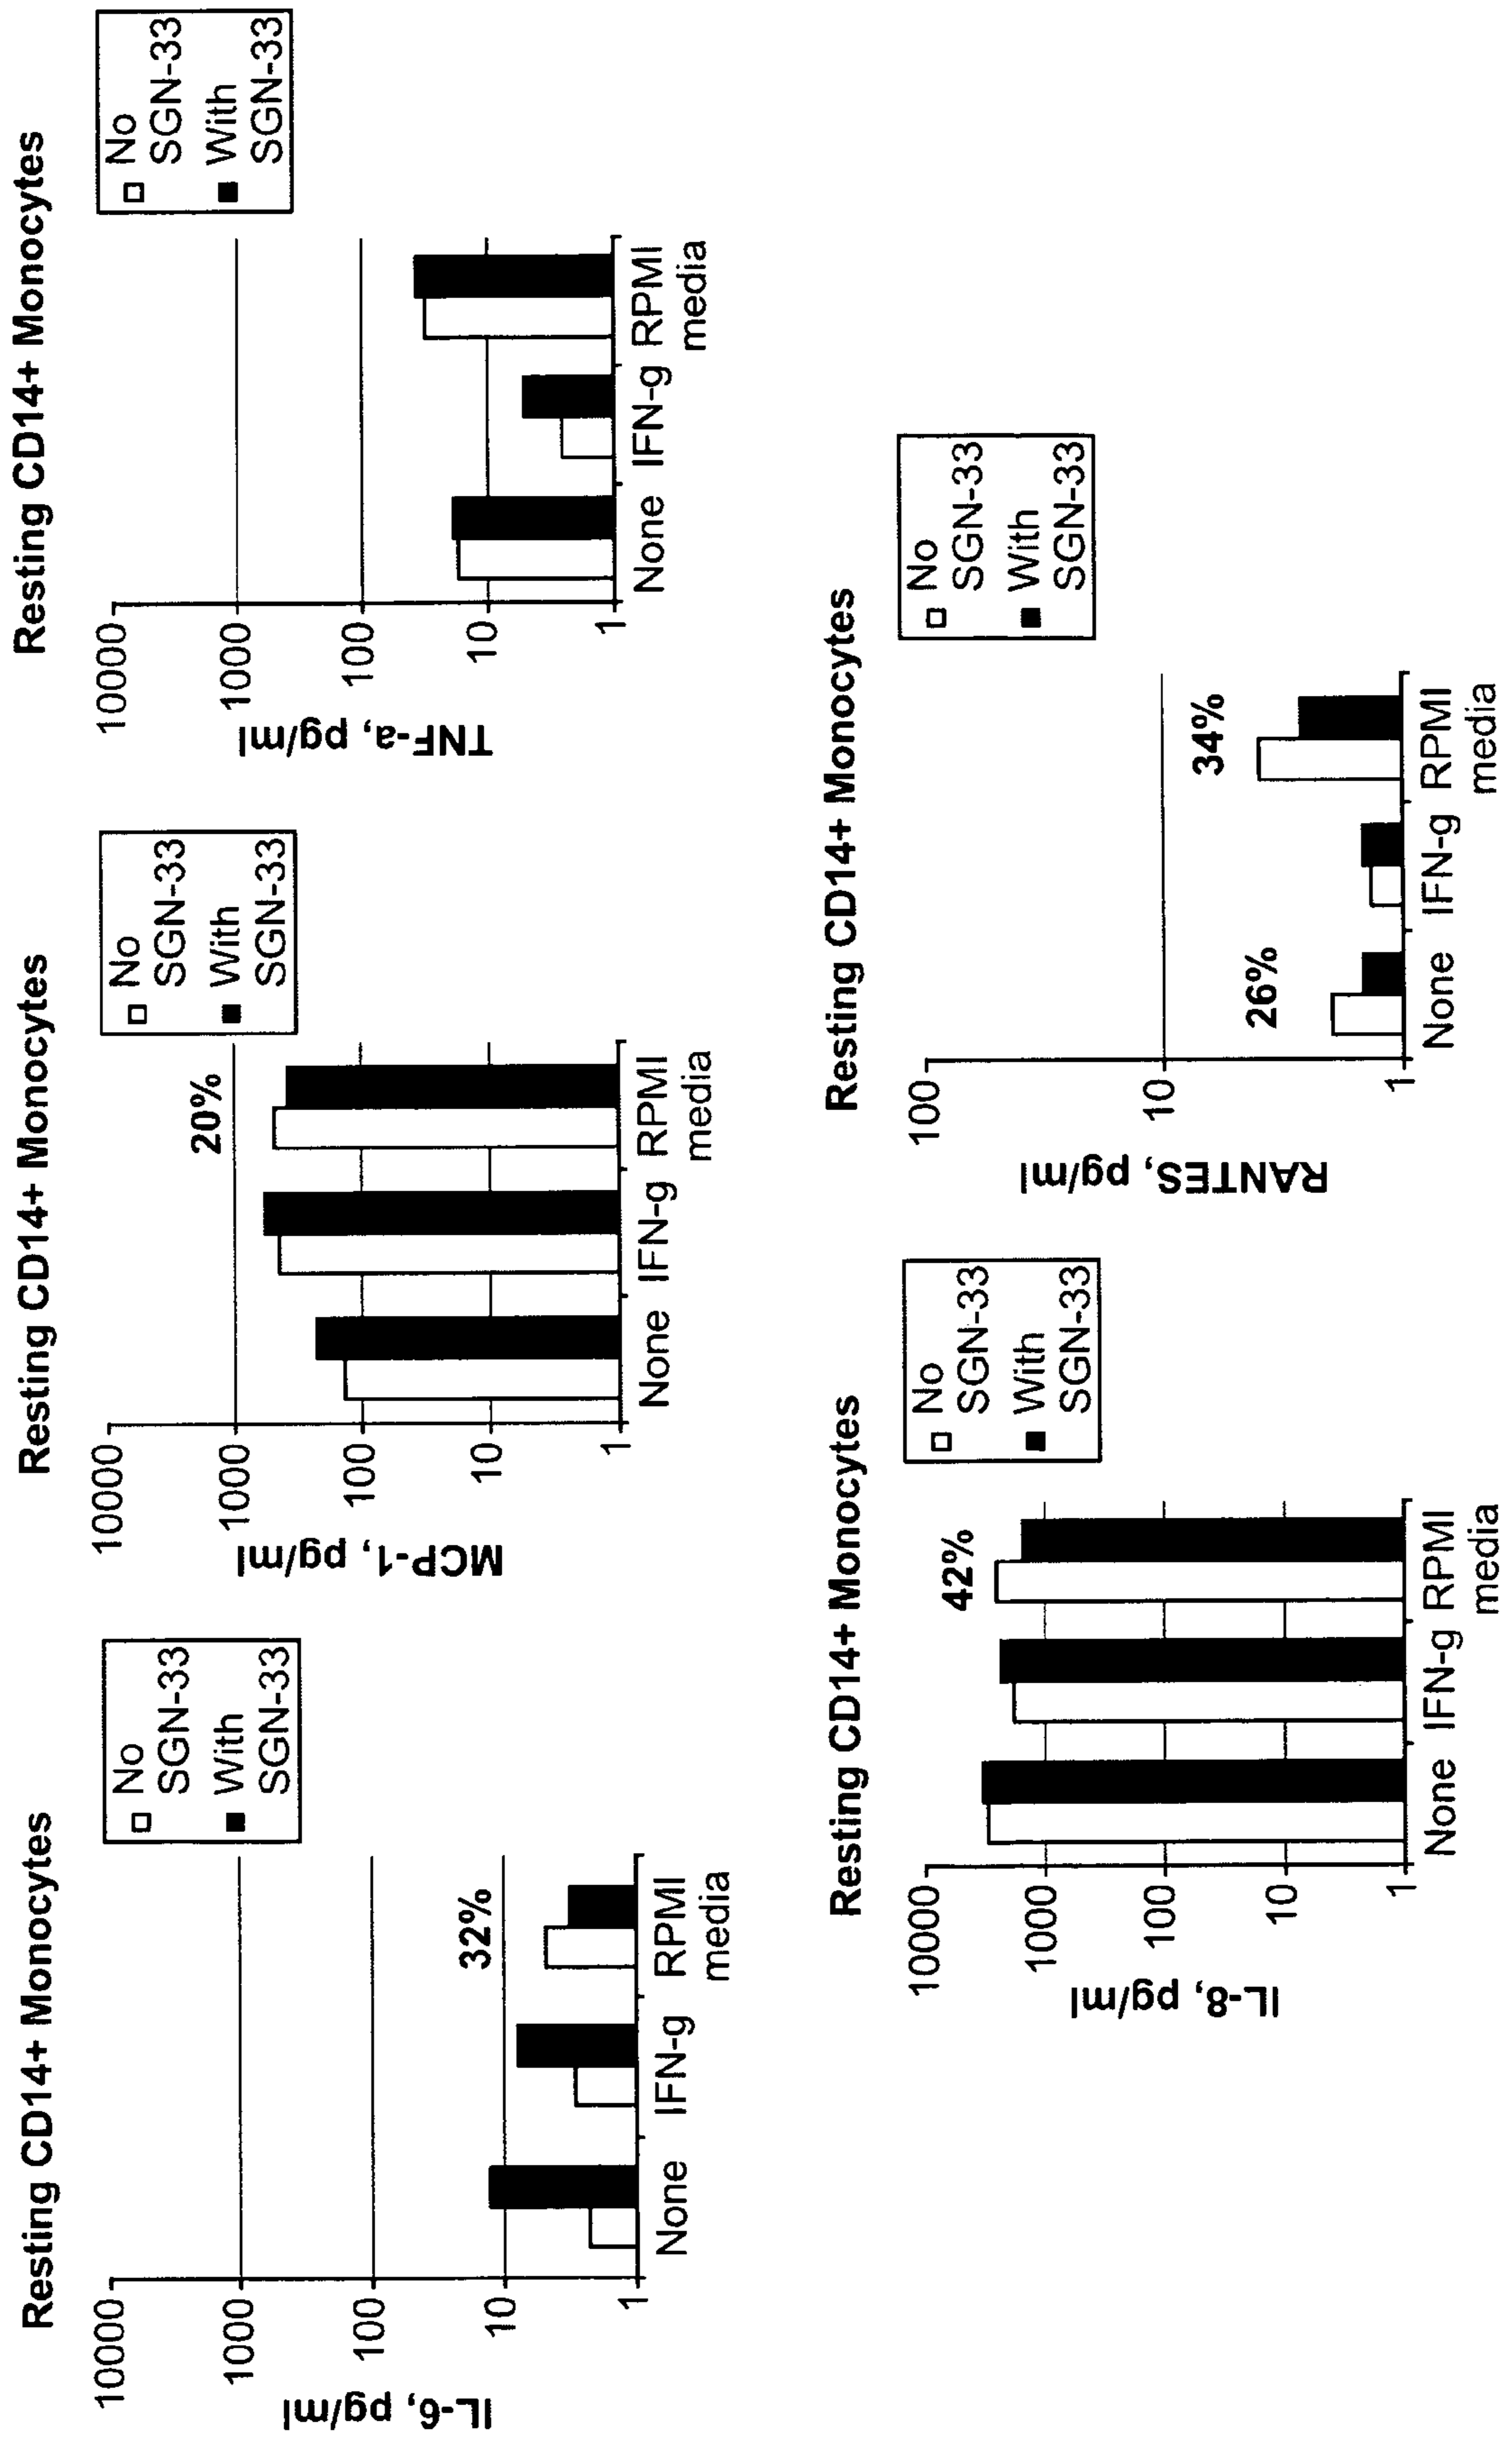 Resting CD14+ Monocytes
IL-6, pg/ml
10000
1000
100
10
1
32%
None
IFN-g
RPMI
media
No
SGN-33
With
SGN-33
Resting CD14+ Monocytes
MCP-1, pg/ml
10000
1000
100
10
1
20%
None
IFN-g
RPMI
media
No
SGN-33
With
SGN-33
Resting CD14+ Monocytes
TNF-a, pg/ml
10000
1000
100
10
1
None
IFN-g
RPMI
media
No
SGN-33
With
SGN-33
Resting CD14+ Monocytes
IL-8, pg/ml
10000
1000
100
10
1
42%
None
IFN-g
RPMI
media
No
SGN-33
With
SGN-33
Resting CD14+ Monocytes
RANTES, pg/ml
100
10
1
26%
34%
None
IFN-g
RPMI
media
No
SGN-33
With
SGN-33